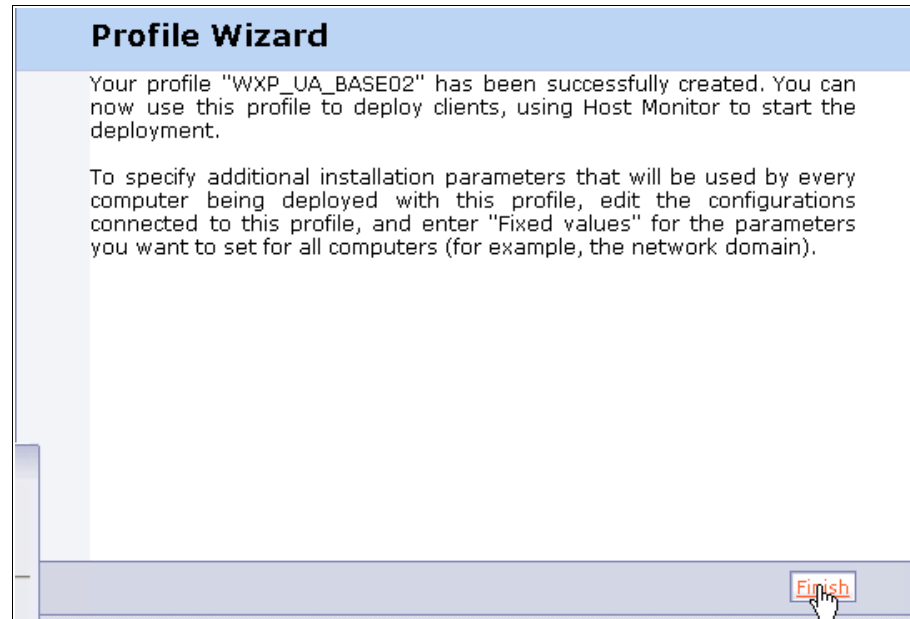 Profile Wizard
Your profile "WXP_UA_BASE02" has been successfully created. You can
now use this profile to deploy clients, using Host Monitor to start the
deployment.
To specify additional installation parameters that will be used by every
computer being deployed with this profile, edit the configurations
connected to this profile, and enter "Fixed values" for the parameters
you want to set for all computers (for example, the network domain).
Finish